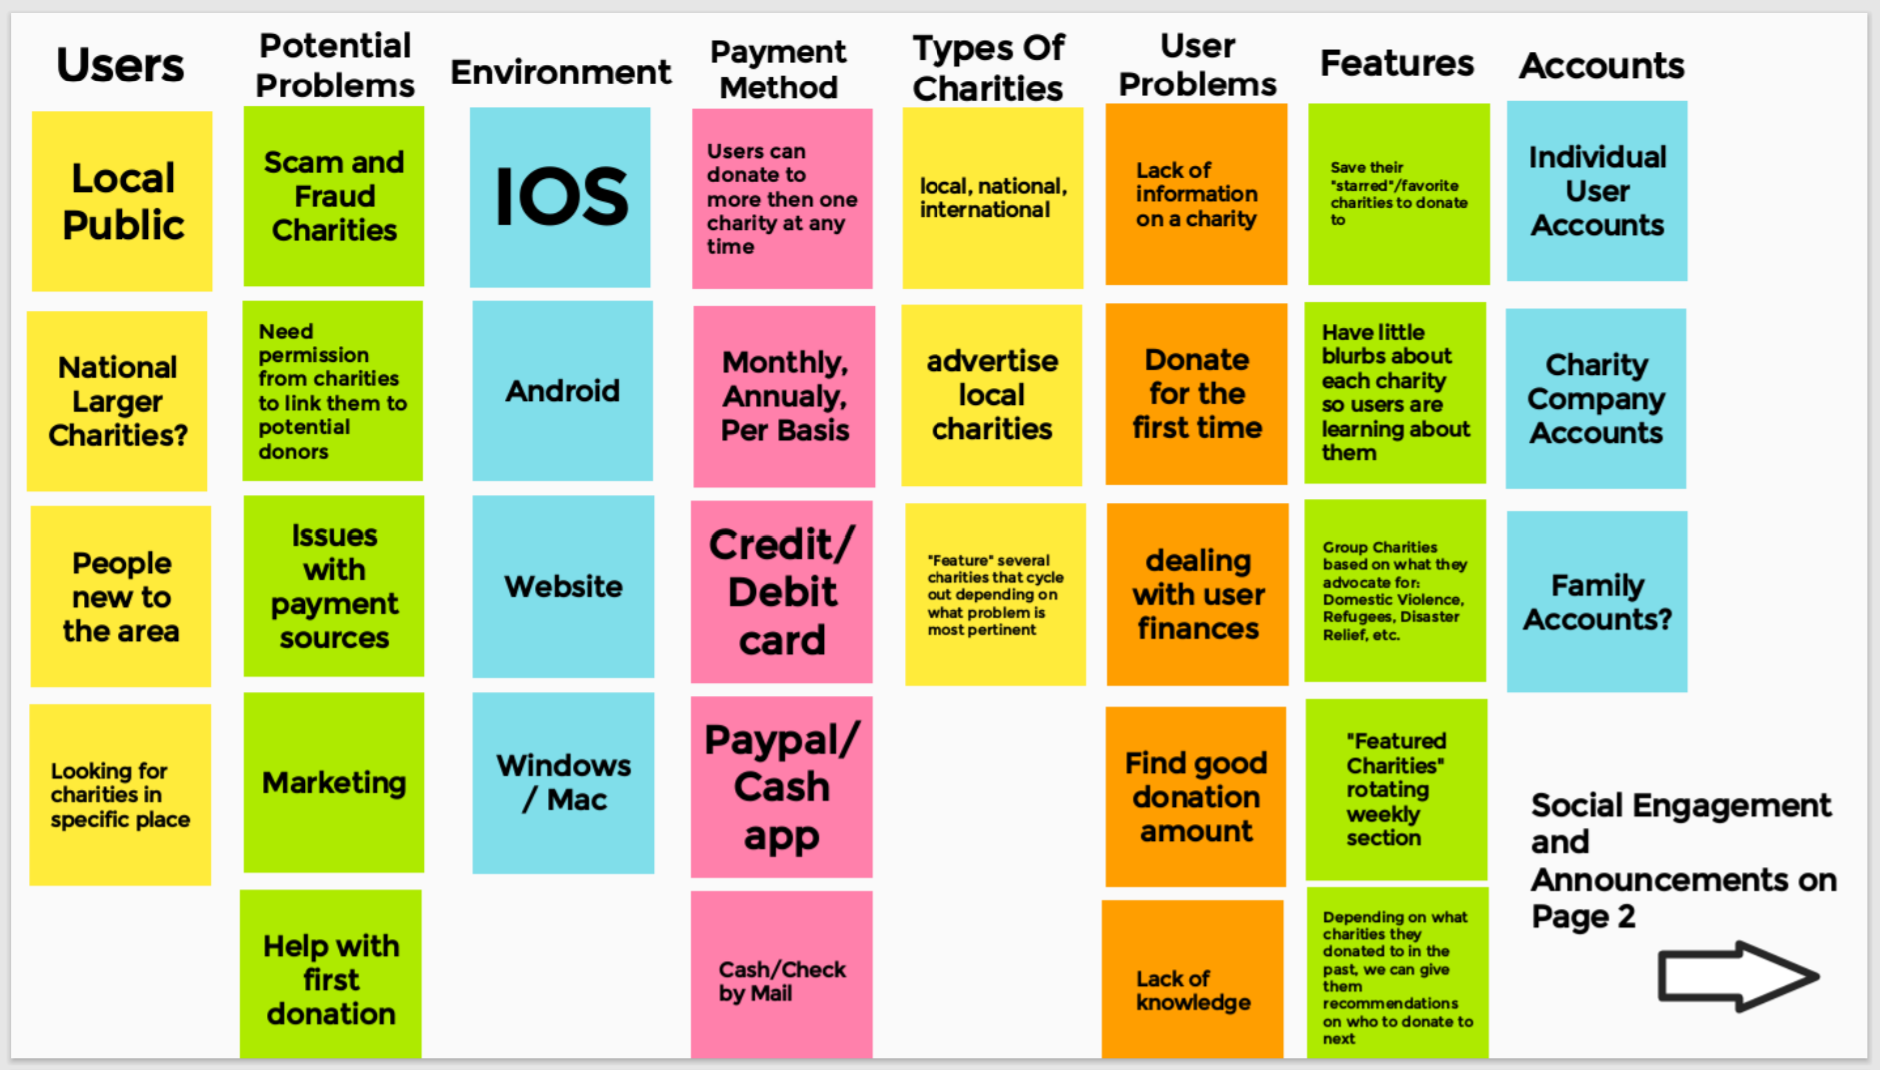 Users
Local
Public
National
Larger
Charities?
People
new to
the area
Looking for
charities in
specific place
Potential
Problems
Scam and
Fraud
Charities
Need
permission
from charities
to link them to
potential
donors
Issues
with
payment
sources
Marketing
Help with
first
donation
Environment
IOS
Android
Website
Windows
/ Mac
Payment
Method
Users can
donate to
more then one
charity at any
time
Monthly,
Annualy,
Per Basis
Credit/
Debit
card
Paypal/
Cash
app
Cash/Check
by Mail
Types Of
Charities
local, national,
international
advertise
local
charities
"Feature" several
charities that cycle
out depending on
what problem is
most pertinent
User
Problems
Lack of
information
on a charity
Donate
for the
first time
dealing
with user
finances
Find good
donation
amount
Lack of
knowledge
Features
Save their
"starred"/favorite
charities to donate
to
Have little
blurbs about
each charity
so users are
learning about
them
Group Charities
based on what they
advocate for:
Domestic Violence,
Refugees, Disaster
Relief, etc.
"Featured
Charities"
rotating
weekly
section
Depending on what
charities they
donated to in the
past, we can give
them
recommendations
on who to donate to
next
Accounts
Individual
User
Accounts
Charity
Company
Accounts
Family
Accounts?
Social Engagement
and
Announcements on
Page 2